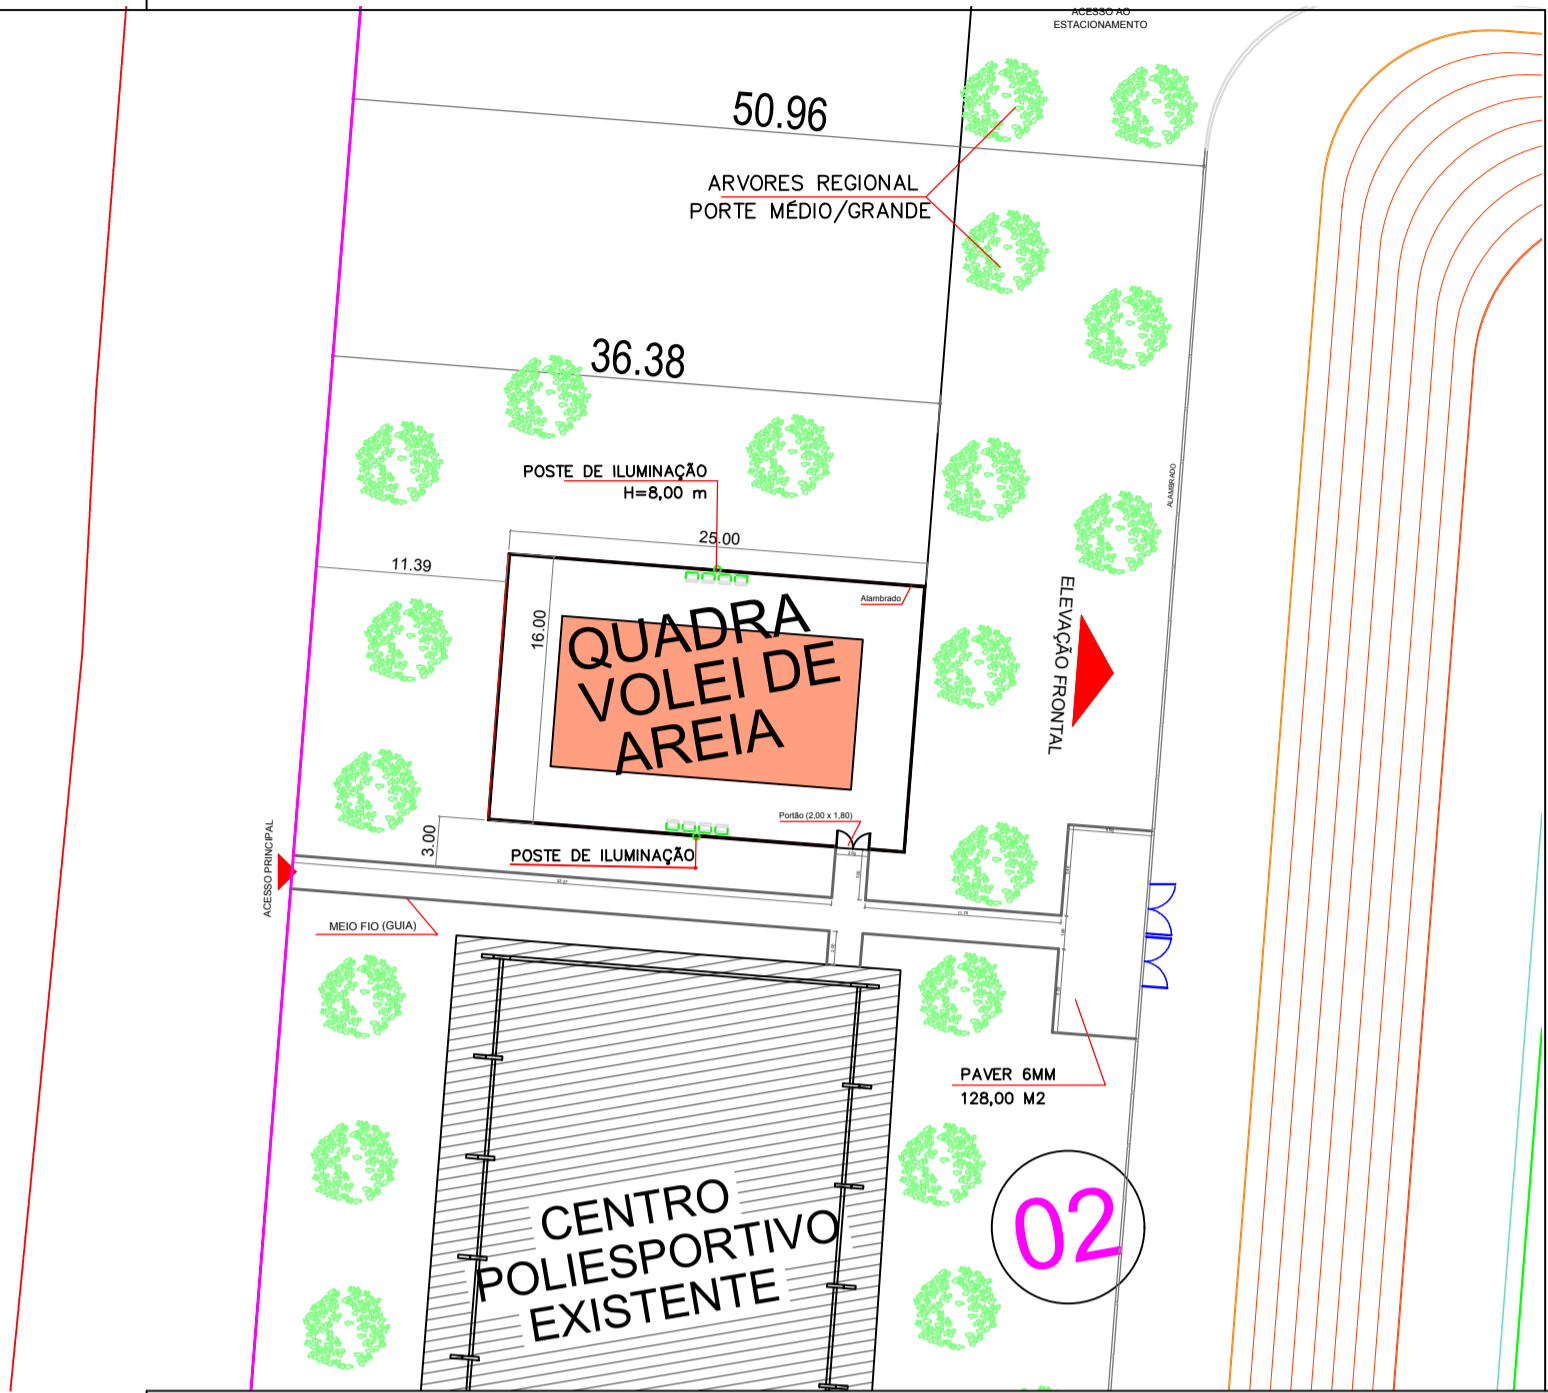 ACESSO AO
ESTACIONAMENTO
50.96
ARVORES REGIONAL
PORTE MÉDIO/GRANDE
36.38
POSTE DE ILUMINAÇÃO
H=8,00 m
ALAMBRADO
25.00
11.39
Alambrado
16.00
QUADRA
VOLEI DE
AREIA
ELEVAÇÃO FRONTAL
Portão (2,00 x 1,80)
3.00
POSTE DE ILUMINAÇÃO
ACESSO PRINCIPAL
MEIO FIO (GUIA)
PAVER 6MM
128,00 M2
CENTRO
POLIESPORTIVO
EXISTENTE
02